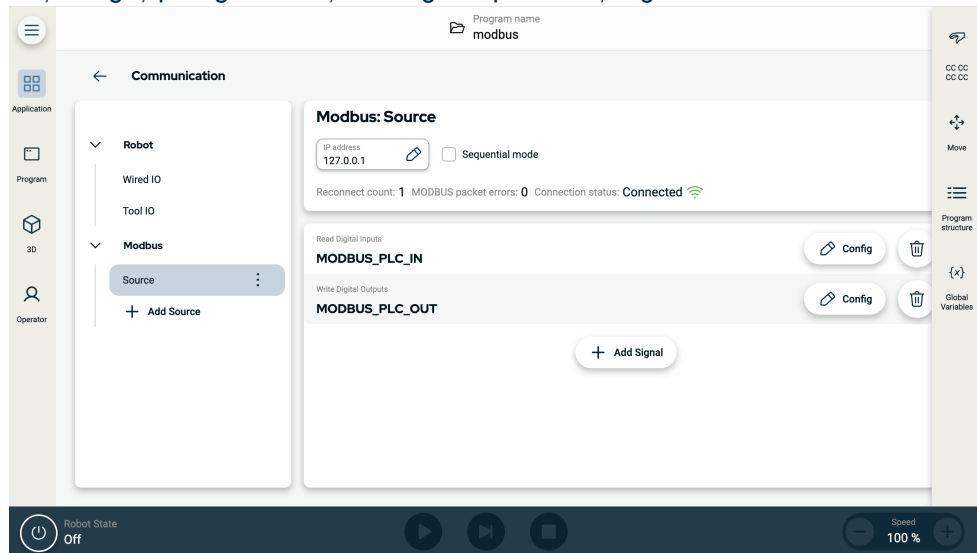 Program name
modbus
Communication
CC CC
CC CC
Application
Robot
Wired IO
Tool IO
Modbus
Source
Add Source
Modbus: Source
IP address
127.0.0.1
Sequential mode
Reconnect count: 1 MODBUS packet errors: 0 Connection status: Connected
Read Digital Inputs
MODBUS_PLC_IN
Config
Write Digital Outputs
MODBUS_PLC_OUT
Config
Add Signal
Program
3D
Operator
Move
Program
structure
{x}
Global
Variables
Robot State
Off
Speed
100 %